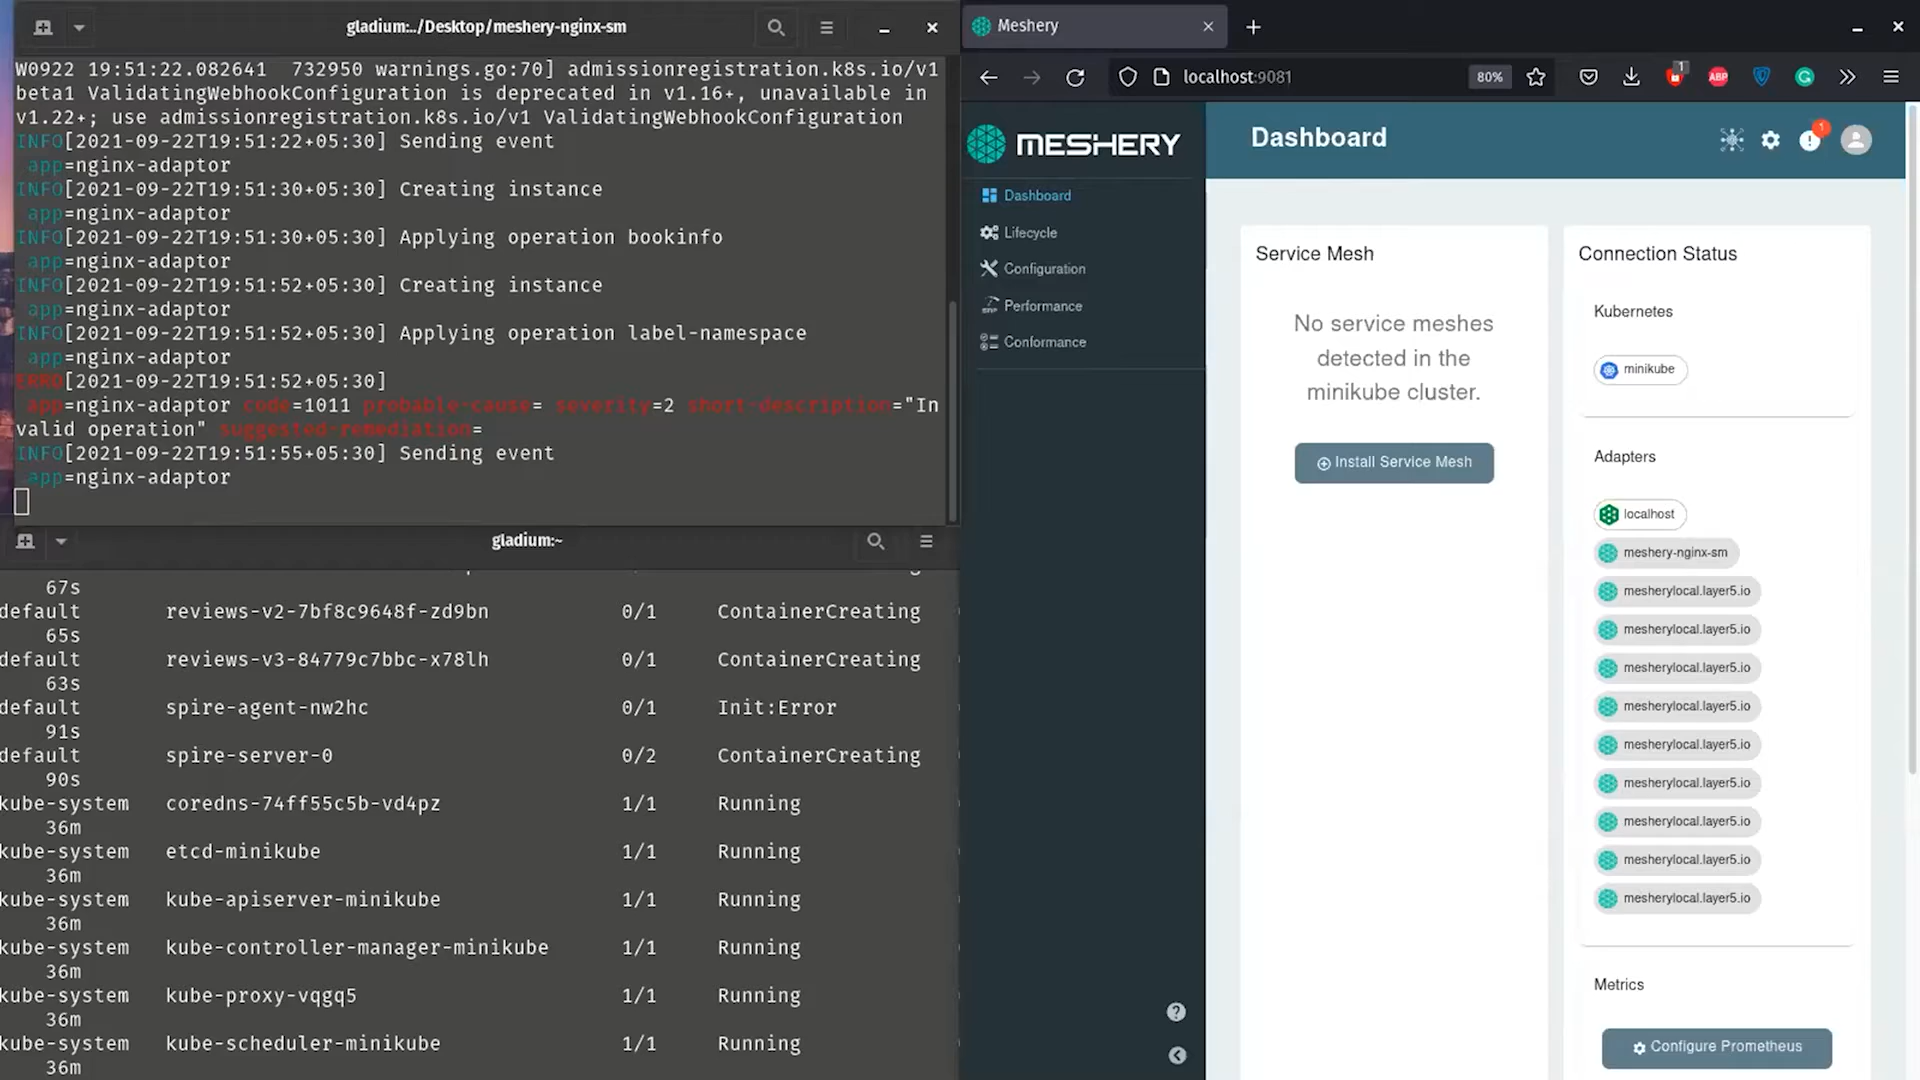 gladium:../Desktop/meshery-nginx-sm
W0922 19:51:22.082641  732950 warnings.go:70] admissionregistration.k8s.io/v1
beta1 ValidatingWebhookConfiguration is deprecated in v1.16+, unavailable in
v1.22+; use admissionregistration.k8s.io/v1 ValidatingWebhookConfiguration
INFO[2021-09-22T19:51:22+05:30] Sending event
app=nginx-adaptor
INFO[2021-09-22T19:51:30+05:30] Creating instance
app=nginx-adaptor
INFO[2021-09-22T19:51:30+05:30] Applying operation bookinfo
app=nginx-adaptor
INFO[2021-09-22T19:51:52+05:30] Creating instance
app=nginx-adaptor
INFO[2021-09-22T19:51:52+05:30] Applying operation label-namespace
app=nginx-adaptor
ERRO[2021-09-22T19:51:52+05:30]
app=nginx-adaptor code=1011 probable-cause= severity=2 short-description="In
valid operation" suggested-remediation=
INFO[2021-09-22T19:51:55+05:30] Sending event
app=nginx-adaptor
gladium:~
67s
default reviews-v2-7bf8c9648f-zd9bn 0/1 ContainerCreating
65s
default reviews-v3-84779c7bbc-x78lh 0/1 ContainerCreating
63s
default spire-agent-nw2hc 0/1 Init:Error
91s
default spire-server-0 0/2 ContainerCreating
90s
kube-system coredns-74ff55c5b-vd4pz 1/1 Running
36m
kube-system etcd-minikube 1/1 Running
36m
kube-system kube-apiserver-minikube 1/1 Running
36m
kube-system kube-controller-manager-minikube 1/1 Running
36m
kube-system kube-proxy-vqgq5 1/1 Running
36m
kube-system kube-scheduler-minikube 1/1 Running
36m
Meshery
localhost:9081
80%
1
ABP
MESHERY
Dashboard
Lifecycle
Configuration
Performance
Conformance
Dashboard
1
Service Mesh
No service meshes
detected in the
minikube cluster.
Install Service Mesh
Connection Status
Kubernetes
minikube
Adapters
localhost
meshery-nginx-sm
mesherylocal.layer5.io
mesherylocal.layer5.io
mesherylocal.layer5.io
mesherylocal.layer5.io
mesherylocal.layer5.io
mesherylocal.layer5.io
mesherylocal.layer5.io
mesherylocal.layer5.io
mesherylocal.layer5.io
Metrics
Configure Prometheus